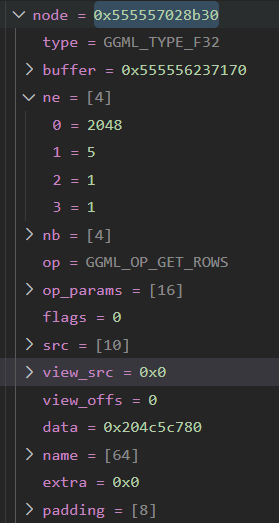 node = 0x555557028b30
type = GGML_TYPE_F32
buffer = 0x555556237170
ne = [4]
0 = 2048
1 = 5
2 = 1
3 = 1
nb = [4]
op = GGML_OP_GET_ROWS
op_params = [16]
flags = 0
src = [10]
view_src = 0x0
view_offs = 0
data = 0x204c5c780
name = [64]
extra = 0x0
padding = [8]